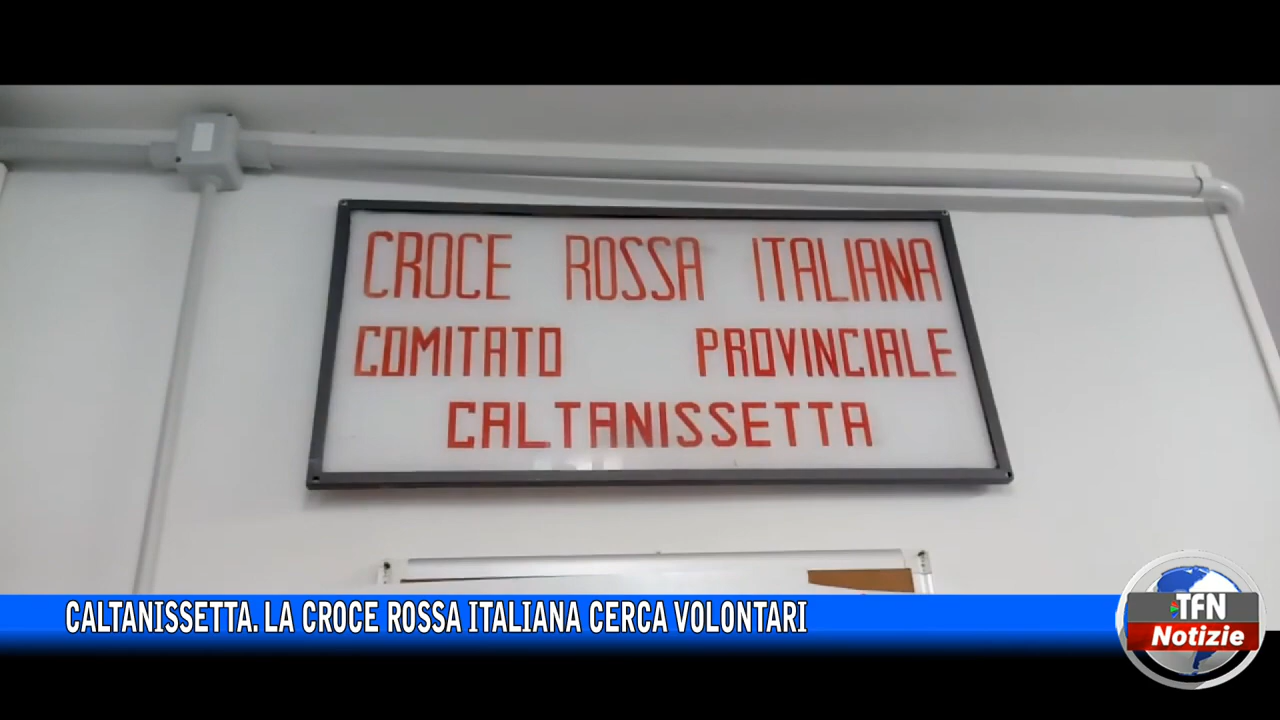 CROCE ROSSA ITALIANA
COMITATO PROVINCIALE
CALTANISSETTA
CALTANISSETTA. LA CROCE ROSSA ITALIANA CERCA VOLONTARI
TFN
Notizie